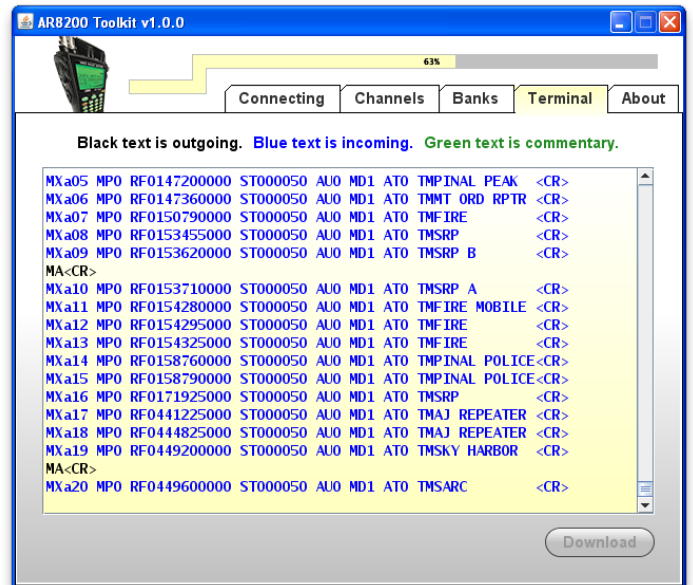 AR8200 Toolkit v1.0.0
63%
Connecting Channels Banks Terminal About
Black text is outgoing. Blue text is incoming. Green text is commentary.
MXa05 MP0 RF0147200000 ST000050 AU0 MD1 AT0 TMPINAL PEAK <CR>
MXa06 MP0 RF0147360000 ST000050 AU0 MD1 AT0 TMMT ORD RPTR <CR>
MXa07 MP0 RF0150790000 ST000050 AU0 MD1 AT0 TMFIRE <CR>
MXa08 MP0 RF0153455000 ST000050 AU0 MD1 AT0 TMSRP <CR>
MXa09 MP0 RF0153620000 ST000050 AU0 MD1 AT0 TMSRP B <CR>
MA<CR>
MXa10 MP0 RF0153710000 ST000050 AU0 MD1 AT0 TMSRP A <CR>
MXa11 MP0 RF0154280000 ST000050 AU0 MD1 AT0 TMFIRE MOBILE <CR>
MXa12 MP0 RF0154295000 ST000050 AU0 MD1 AT0 TMFIRE <CR>
MXa13 MP0 RF0154325000 ST000050 AU0 MD1 AT0 TMFIRE <CR>
MXa14 MP0 RF0158760000 ST000050 AU0 MD1 AT0 TMPINAL POLICE<CR>
MXa15 MP0 RF0158790000 ST000050 AU0 MD1 AT0 TMPINAL POLICE<CR>
MXa16 MP0 RF0171925000 ST000050 AU0 MD1 AT0 TMSRP <CR>
MXa17 MP0 RF0441225000 ST000050 AU0 MD1 AT0 TMAJ REPEATER <CR>
MXa18 MP0 RF0444825000 ST000050 AU0 MD1 AT0 TMAJ REPEATER <CR>
MXa19 MP0 RF0449200000 ST000050 AU0 MD1 AT0 TMSKY HARBOR <CR>
MA<CR>
MXa20 MP0 RF0449600000 ST000050 AU0 MD1 AT0 TMSARC <CR>
Download